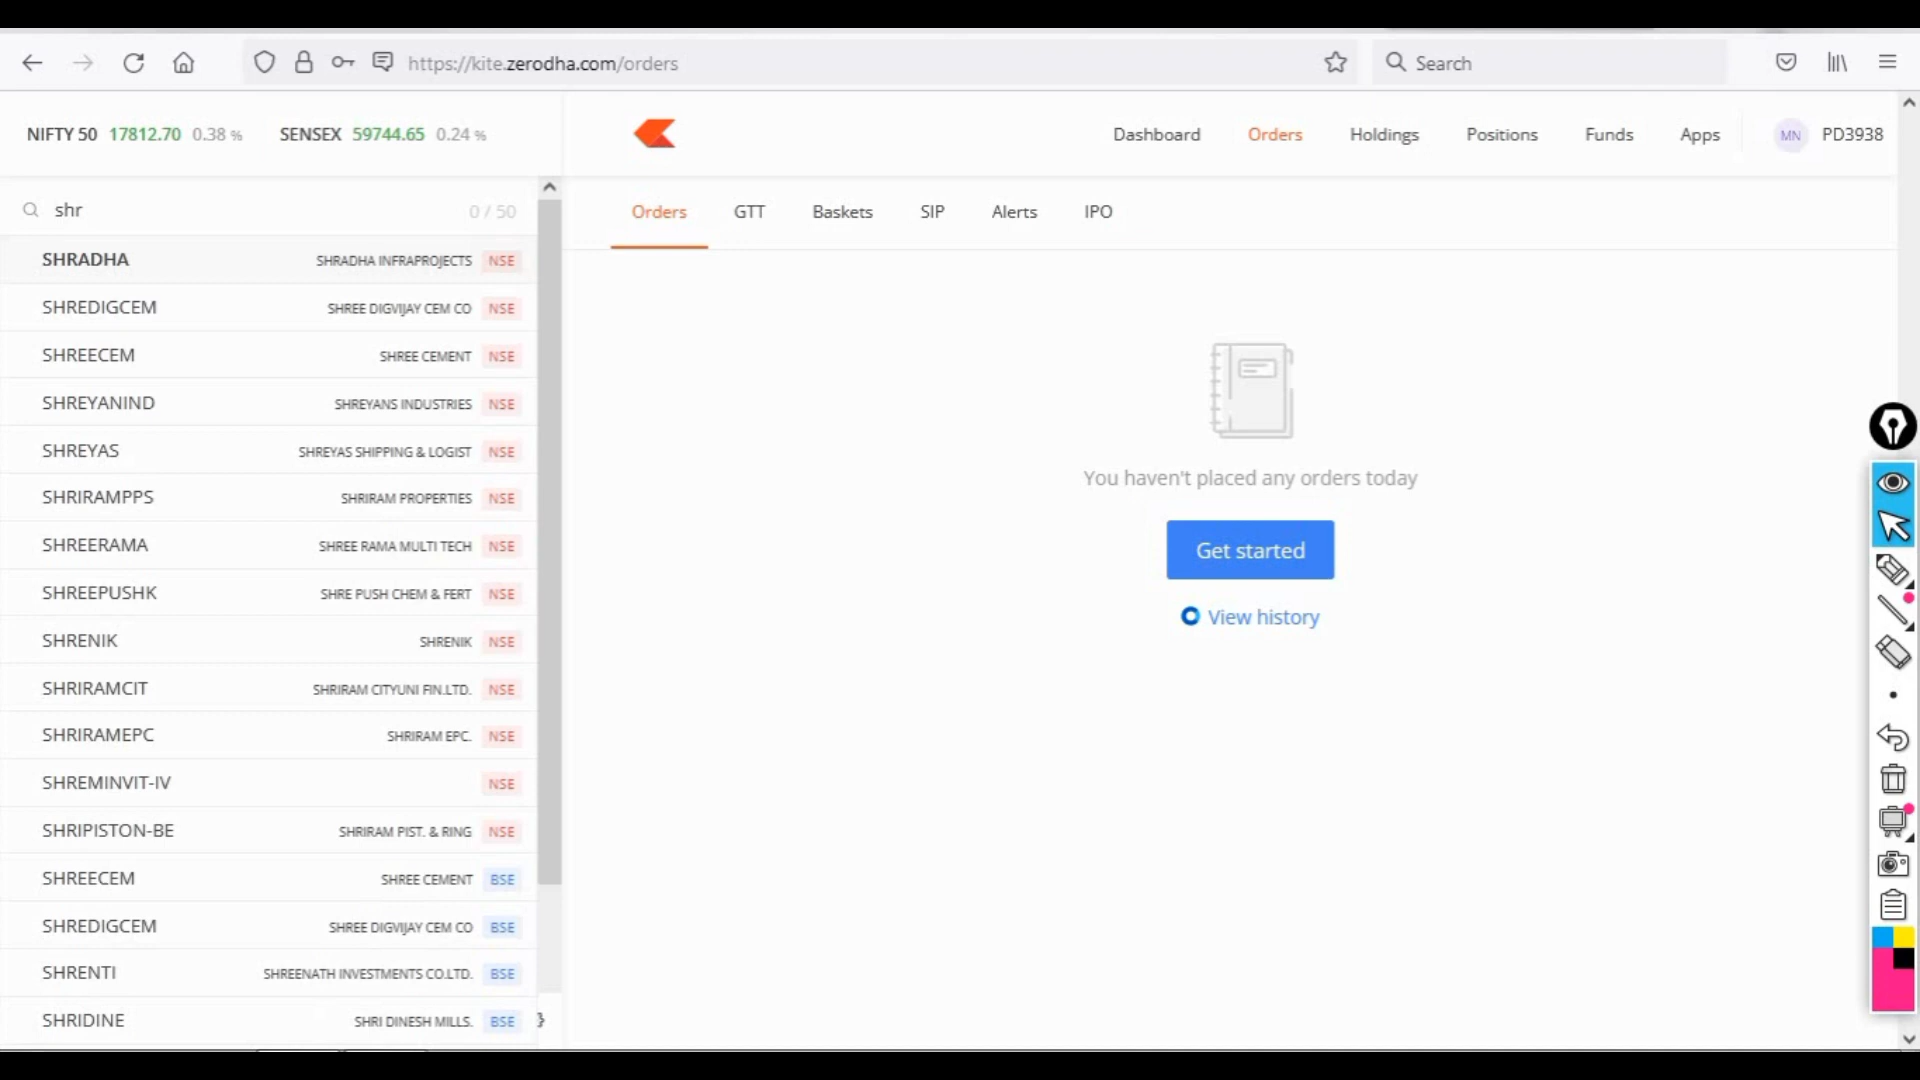 https://kite.zerodha.com/orders
Search
NIFTY 50 17812.70 0.38 % SENSEX 59744.65 0.24 %
Dashboard Orders Holdings Positions Funds Apps MN PD3938
shr 0 / 50
Orders GTT Baskets SIP Alerts IPO
SHRADHA SHRADHA INFRAPROJECTS NSE
SHREDIGCEM SHREE DIGVIJAY CEM CO NSE
SHREECEM SHREE CEMENT NSE
SHREYANIND SHREYANS INDUSTRIES NSE
SHREYAS SHREYAS SHIPPING & LOGIST NSE
SHRIRAMPPS SHRIRAM PROPERTIES NSE
SHREERAMA SHREE RAMA MULTI TECH NSE
SHREEPUSHK SHRE PUSH CHEM & FERT NSE
SHRENIK SHRENIK NSE
SHRIRAMCIT SHRIRAM CITYUNI FIN.LTD. NSE
SHRIRAMEPC SHRIRAM EPC. NSE
SHREMINVIT-IV NSE
SHRIPISTON-BE SHRIRAM PIST. & RING NSE
SHREECEM SHREE CEMENT BSE
SHREDIGCEM SHREE DIGVIJAY CEM CO BSE
SHRENTI SHREENATH INVESTMENTS CO.LTD. BSE
SHRIDINE SHRI DINESH MILLS. BSE
You haven't placed any orders today
Get started
View history